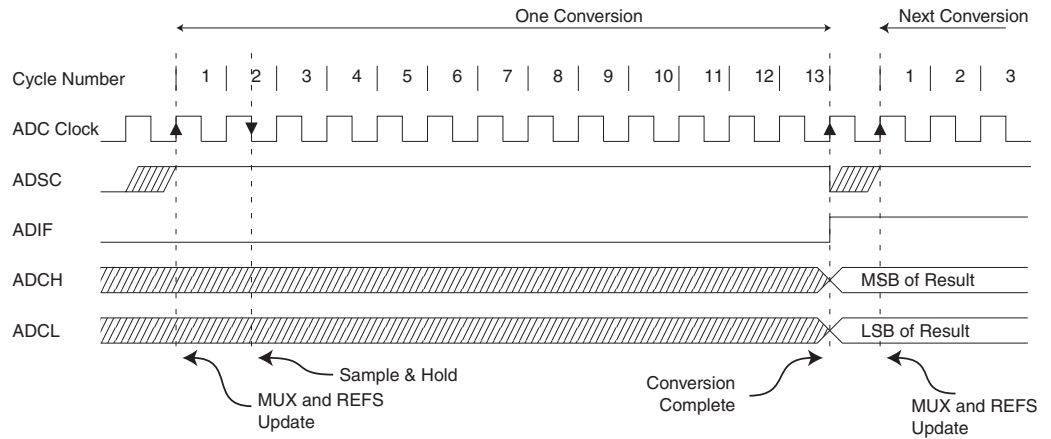 One Conversion
Next Conversion
Cycle Number
1 2 3 4 5 6 7 8 9 10 11 12 13 1 2 3
ADC Clock
ADSC
ADIF
ADCH
MSB of Result
ADCL
LSB of Result
Sample & Hold
MUX and REFS
Update
Conversion
Complete
MUX and REFS
Update